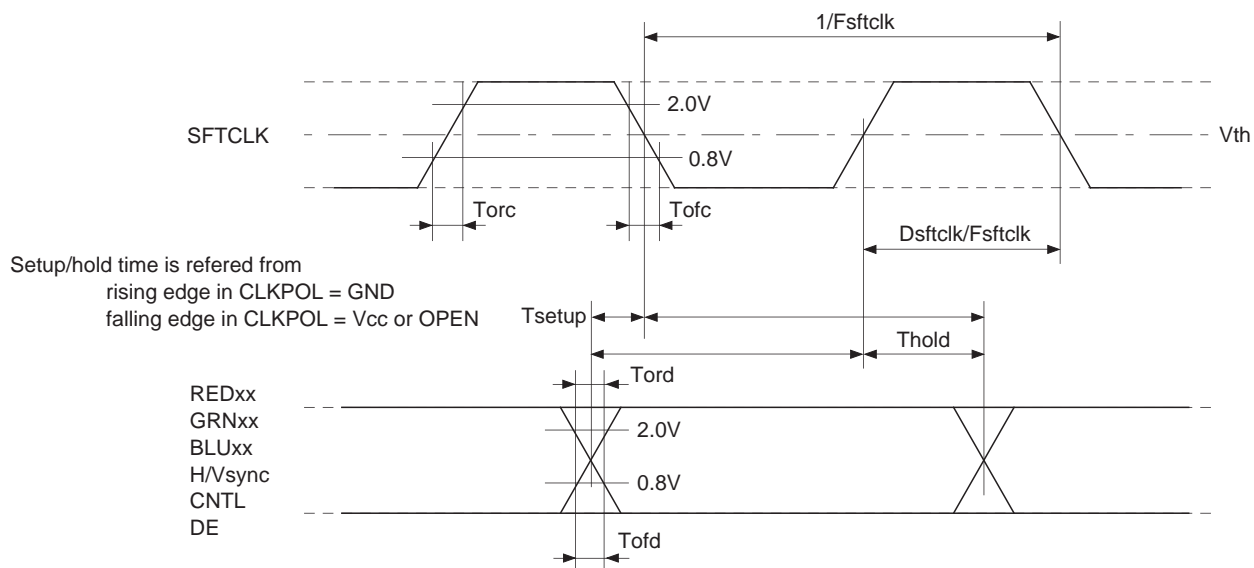 1/Fsftclk
2.0V
SFTCLK
Vth
0.8V
Torc
Tofc
Dsftclk/Fsftclk
Setup/hold time is refered from
rising edge in CLKPOL = GND
falling edge in CLKPOL = Vcc or OPEN
Tsetup
Thold
Tord
REDxx
GRNxx
2.0V
BLUxx
H/Vsync
0.8V
CNTL
DE
Tofd